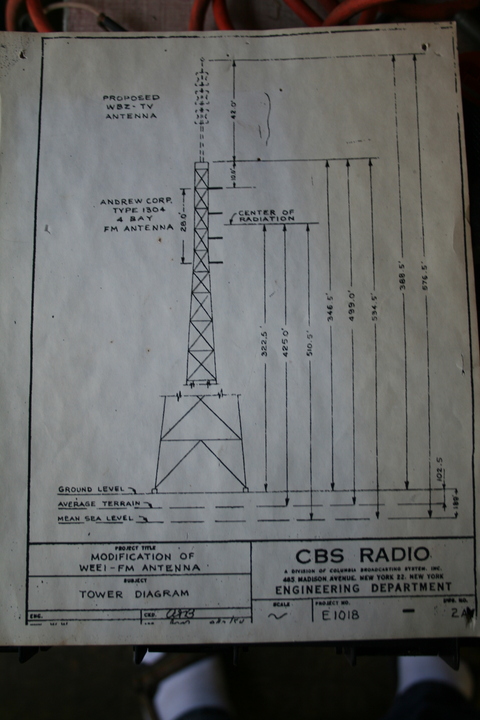 PROPOSED
WBZ-TV
ANTENNA
42.0'
ANDREW CORP.
TYPE 1304
4 BAY
FM ANTENNA
28.0'
CENTER OF
RADIATION
322.5'
425.0'
510.5'
346.5'
499.0'
534.5'
388.5'
576.5'
102.5
GROUND LEVEL
AVERAGE TERRAIN
MEAN SEA LEVEL
PROJECT TITLE
MODIFICATION OF
WEEI-FM ANTENNA
SUBJECT
TOWER DIAGRAM
ENG.
CKD.
CBS RADIO
A DIVISION OF COLUMBIA BROADCASTING SYSTEM, INC.
485 MADISON AVENUE, NEW YORK 22, NEW YORK
ENGINEERING DEPARTMENT
SCALE
PROJECT NO.
E1018
DWG. NO.